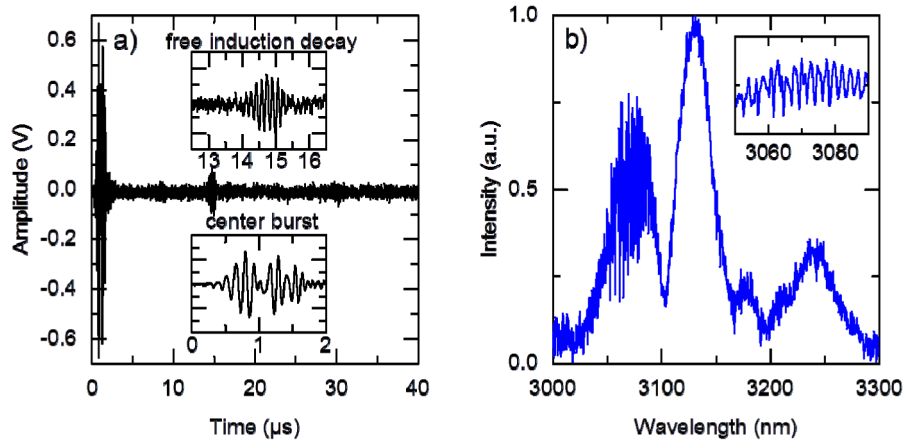 a)
free induction decay
13 14 15 16
center burst
0 1 2
0.6
0.4
0.2
0.0
-0.2
-0.4
-0.6
Amplitude (V)
0 10 20 30 40
Time (µs)
b)
3060 3080
1.0
0.5
0.0
Intensity (a.u.)
3000 3100 3200 3300
Wavelength (nm)